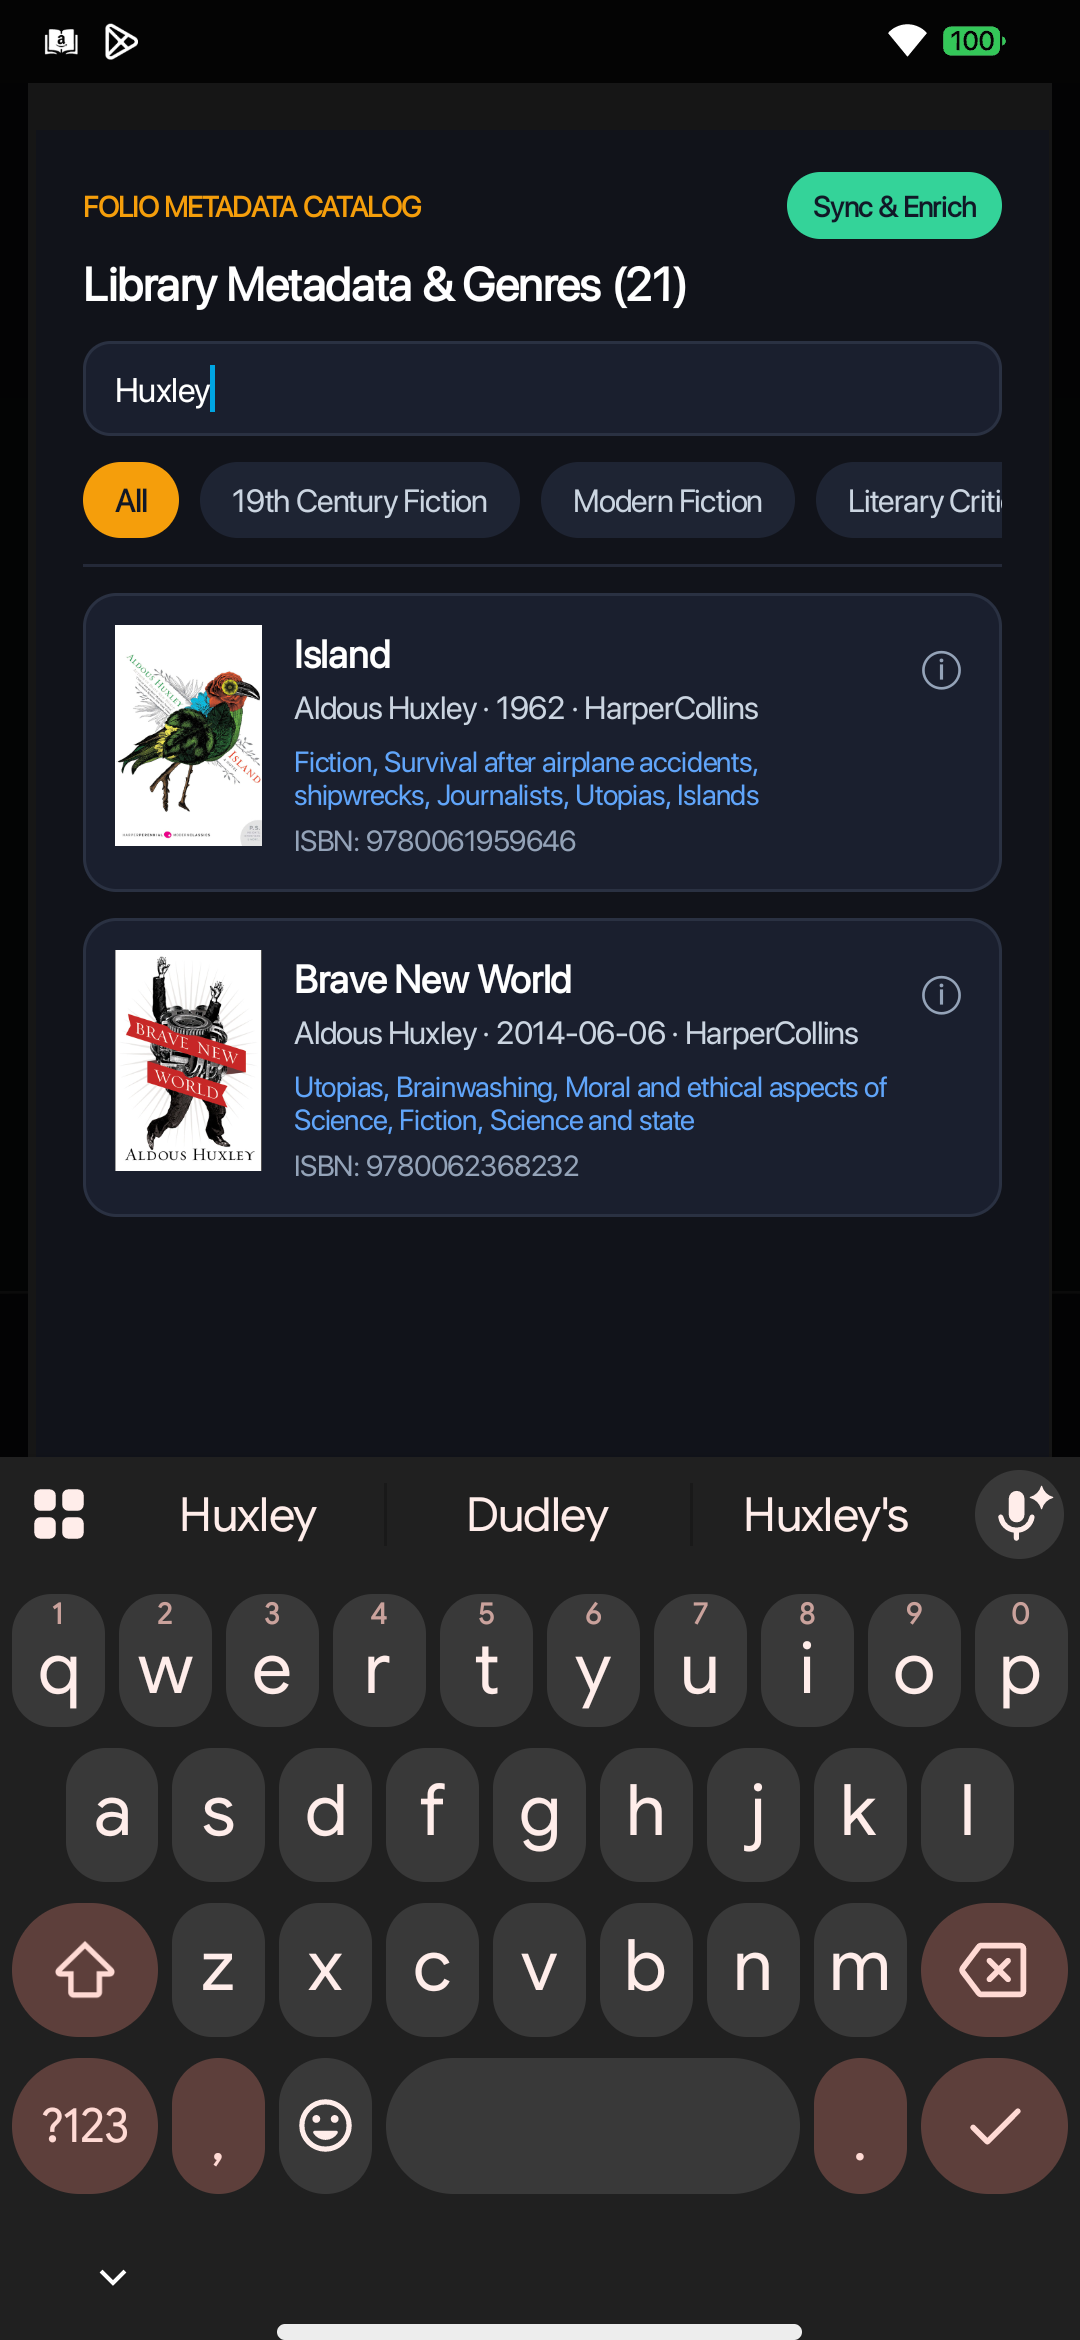 100
FOLIO METADATA CATALOG
Sync & Enrich
Library Metadata & Genres (21)
Huxley
All
19th Century Fiction
Modern Fiction
Literary Criti
ALDOUS HUXLEY
ISLAND
Island
Aldous Huxley · 1962 · HarperCollins
Fiction, Survival after airplane accidents,
shipwrecks, Journalists, Utopias, Islands
ISBN: 9780061959646
BRAVE NEW
WORLD
ALDOUS HUXLEY
Brave New World
Aldous Huxley · 2014-06-06 · HarperCollins
Utopias, Brainwashing, Moral and ethical aspects of
Science, Fiction, Science and state
ISBN: 9780062368232
Huxley Dudley Huxley's
1 2 3 4 5 6 7 8 9 0
q w e r t y u i o p
a s d f g h j k l
z x c v b n m
?123 , .